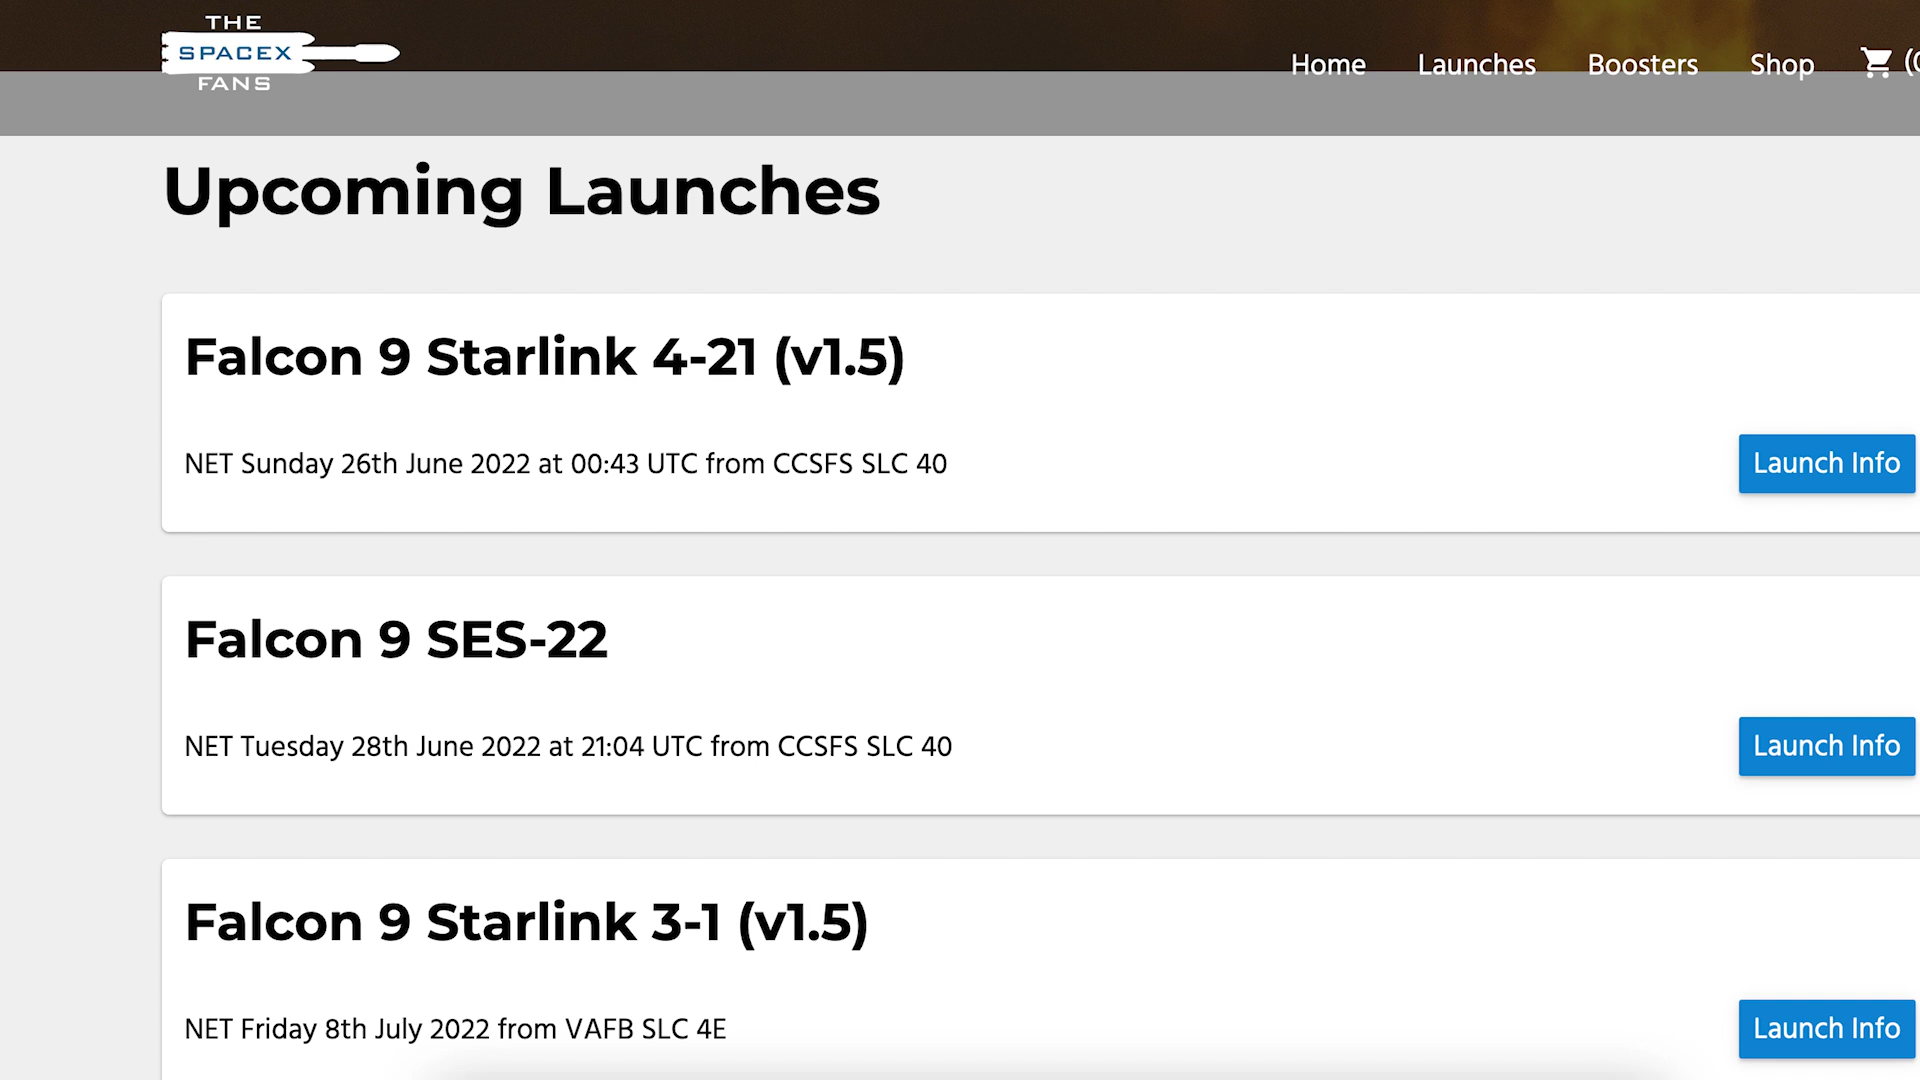 THE
SPACEX
FANS
Home Launches Boosters Shop
Upcoming Launches
Falcon 9 Starlink 4-21 (v1.5)
NET Sunday 26th June 2022 at 00:43 UTC from CCSFS SLC 40
Launch Info
Falcon 9 SES-22
NET Tuesday 28th June 2022 at 21:04 UTC from CCSFS SLC 40
Launch Info
Falcon 9 Starlink 3-1 (v1.5)
NET Friday 8th July 2022 from VAFB SLC 4E
Launch Info